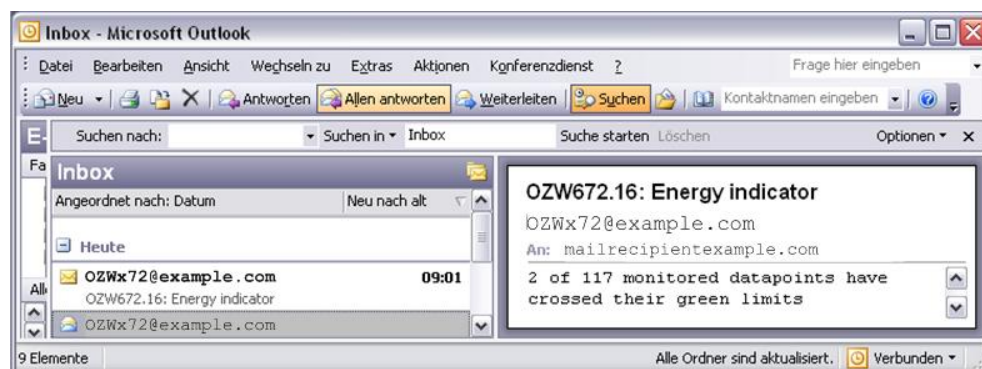 Inbox - Microsoft Outlook
Datei Bearbeiten Ansicht Wechseln zu Extras Aktionen Konferenzdienst ? Frage hier eingeben
Neu Antworten Allen antworten Weiterleiten Suchen Kontaktnamen eingeben
E- Suchen nach: Suchen in Inbox Suche starten Löschen Optionen
Fa
Inbox
Angeordnet nach: Datum Neu nach alt
Heute
OZWx72@example.com 09:01
OZW672.16: Energy indicator
Alle
OZWx72@example.com
OZW672.16: Energy indicator
OZWx72@example.com
An: mailrecipientexample.com
2 of 117 monitored datapoints have
crossed their green limits
9 Elemente Alle Ordner sind aktualisiert. Verbunden